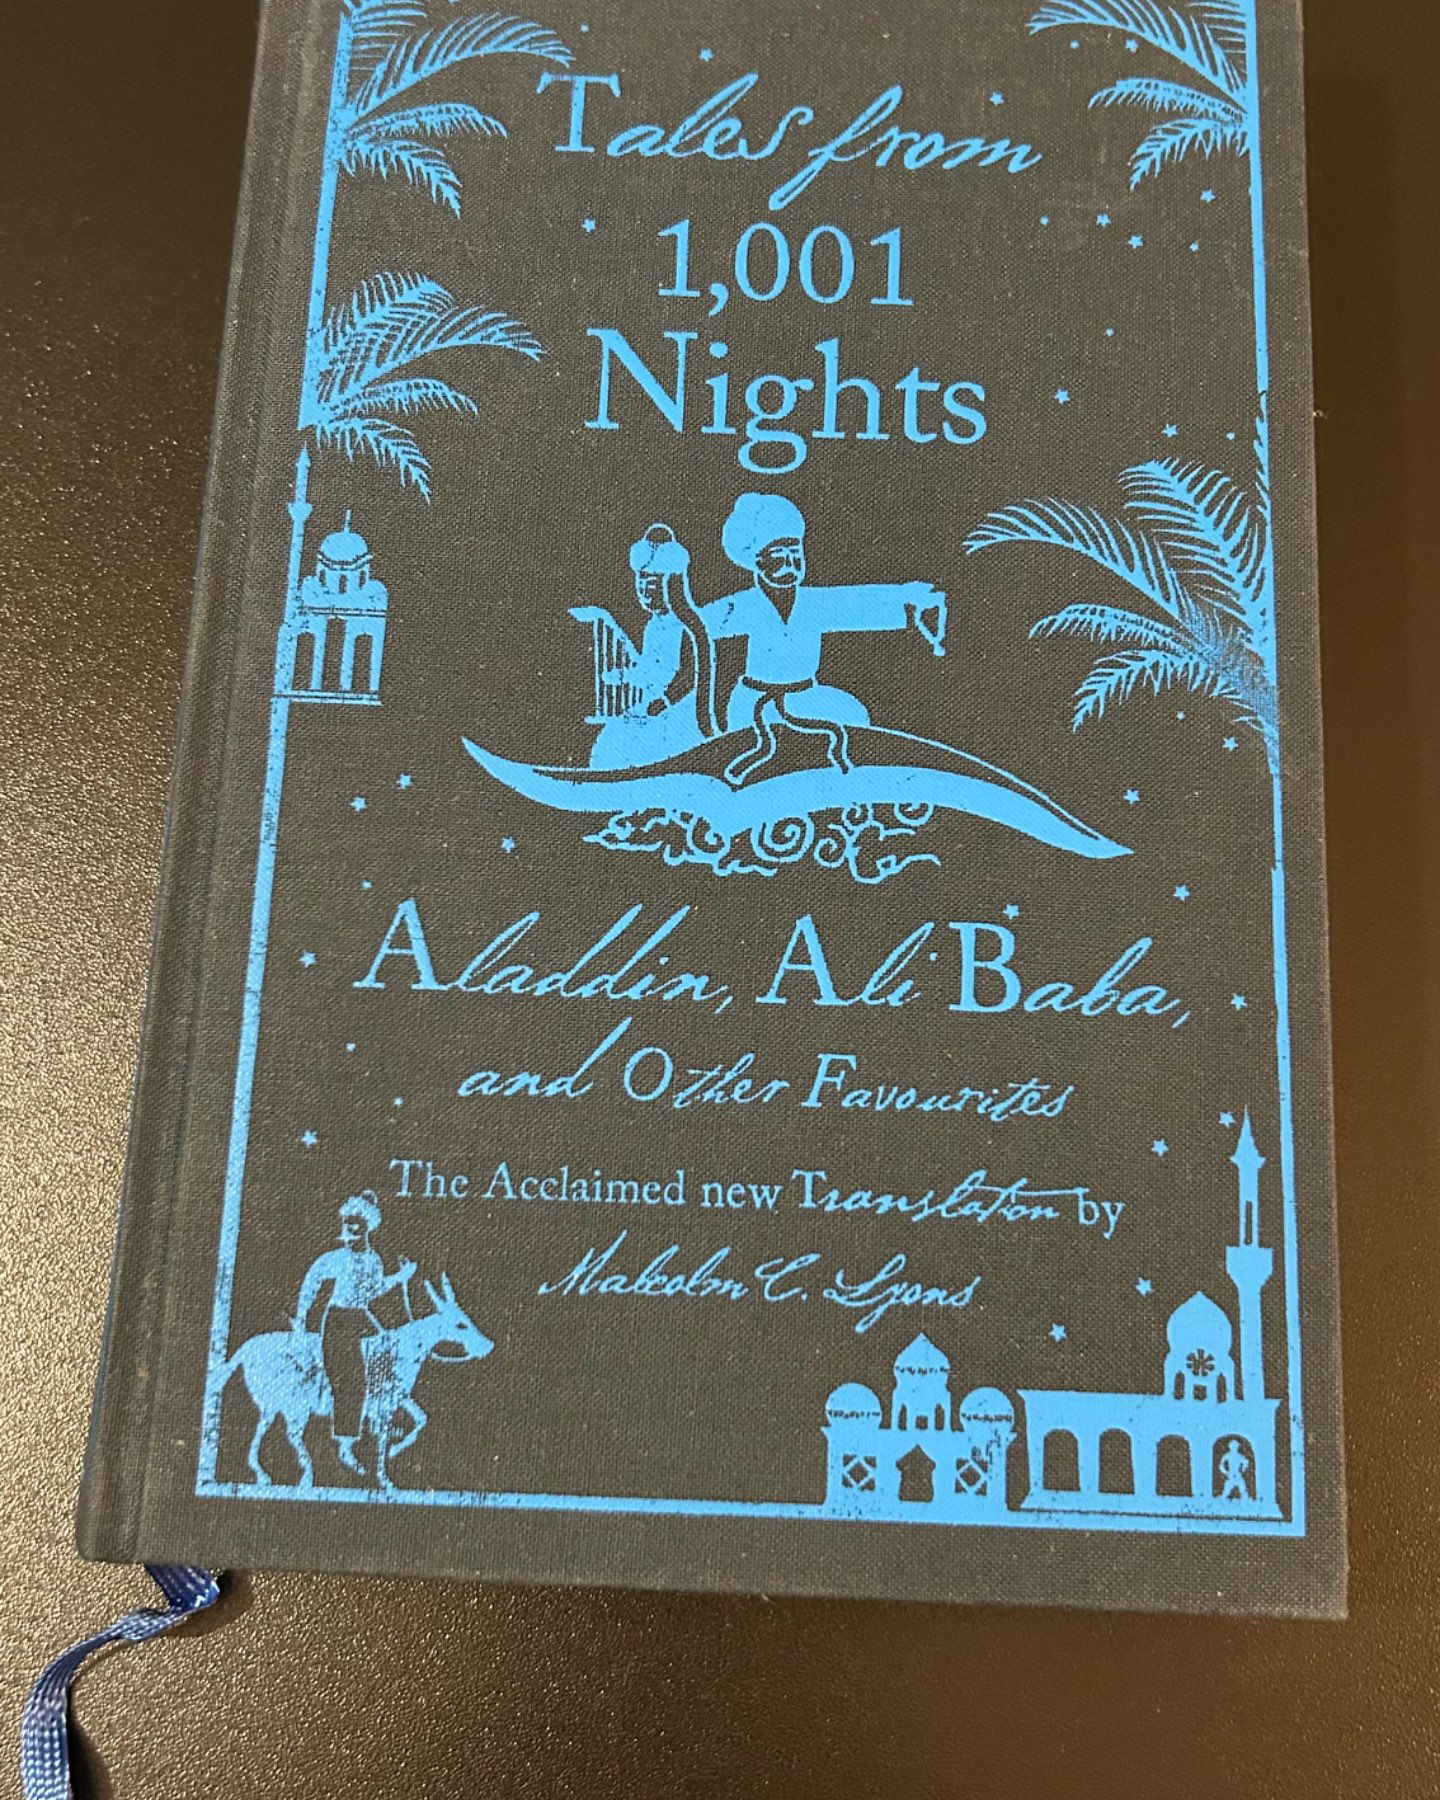 Tales from
1,001
Nights
Aladdin, Ali Baba,
and Other Favourites
The Acclaimed new Translation by
Malcolm C. Lyons